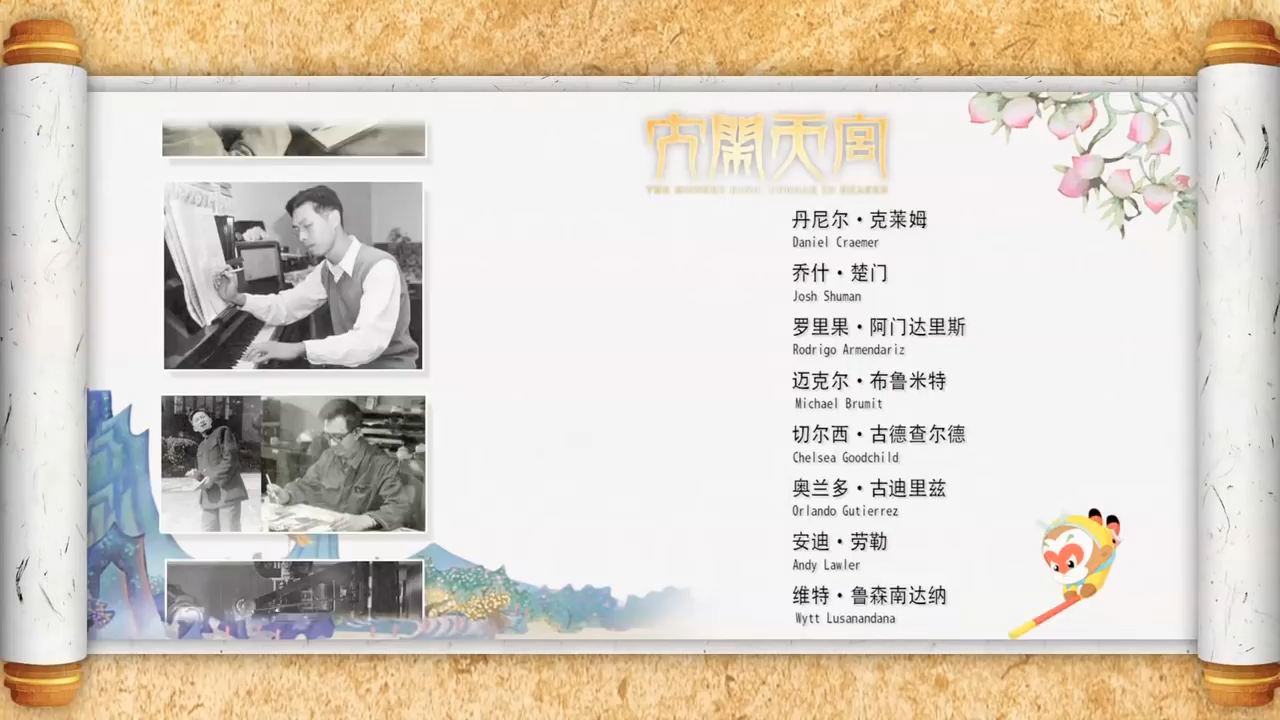 大闹天宫
丹尼尔·克莱姆
Daniel Craemer
乔什·楚门
Josh Shuman
罗里果·阿门达里斯
Rodrigo Armendariz
迈克尔·布鲁米特
Michael Brumit
切尔西·古德查尔德
Chelsea Goodchild
奥兰多·古迪里兹
Orlando Gutierrez
安迪·劳勒
Andy Lawler
维特·鲁森南达纳
Wytt Lusanandana